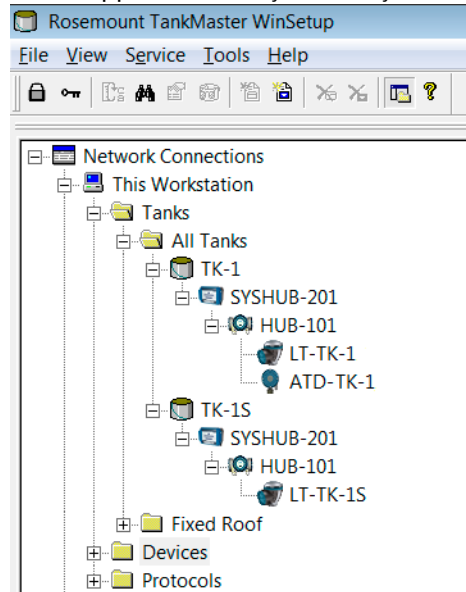 Rosemount TankMaster WinSetup
File View Service Tools Help
Network Connections
This Workstation
Tanks
All Tanks
TK-1
SYSHUB-201
HUB-101
LT-TK-1
ATD-TK-1
TK-1S
SYSHUB-201
HUB-101
LT-TK-1S
Fixed Roof
Devices
Protocols